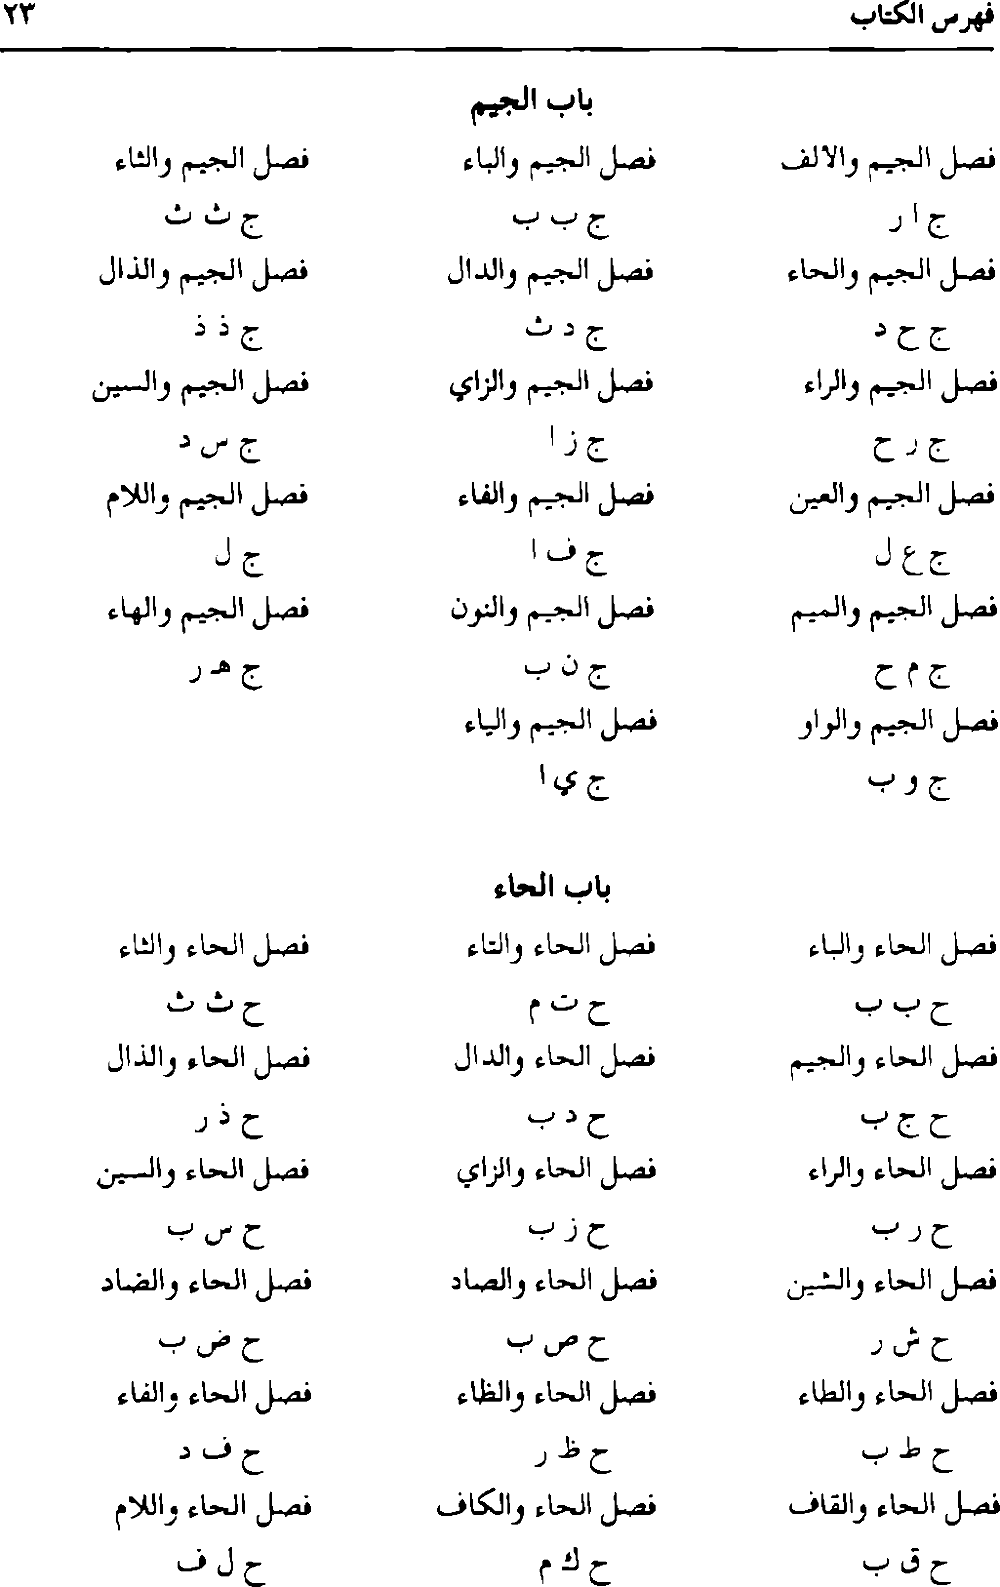 فهرس الكتاب ٢٣
باب الجيم
فصل الجيم والألف فصل الجيم والباء فصل الجيم والثاء
ج ا ر ج ب ب ج ث ث
فصل الجيم والحاء فصل الجيم والدال فصل الجيم والذال
ج ح د ج د ث ج ذ ذ
فصل الجيم والراء فصل الجيم والزاي فصل الجيم والسين
ج ر ح ج ز ا ج س د
فصل الجيم والعين فصل الجيم والفاء فصل الجيم واللام
ج ع ل ج ف ا ج ل
فصل الجيم والميم فصل الجيم والنون فصل الجيم والهاء
ج م ح ج ن ب ج هـ ر
فصل الجيم والواو فصل الجيم والياء
ج و ب ج ي ا
باب الحاء
فصل الحاء والباء فصل الحاء والتاء فصل الحاء والثاء
ح ب ب ح ت م ح ث ث
فصل الحاء والجيم فصل الحاء والدال فصل الحاء والذال
ح ج ب ح د ب ح ذ ر
فصل الحاء والراء فصل الحاء والزاي فصل الحاء والسين
ح ر ب ح ز ب ح س ب
فصل الحاء والشين فصل الحاء والصاد فصل الحاء والضاد
ح ش ر ح ص ب ح ض ب
فصل الحاء والطاء فصل الحاء والظاء فصل الحاء والفاء
ح ط ب ح ظ ر ح ف د
فصل الحاء والقاف فصل الحاء والكاف فصل الحاء واللام
ح ق ب ح ك م ح ل ف